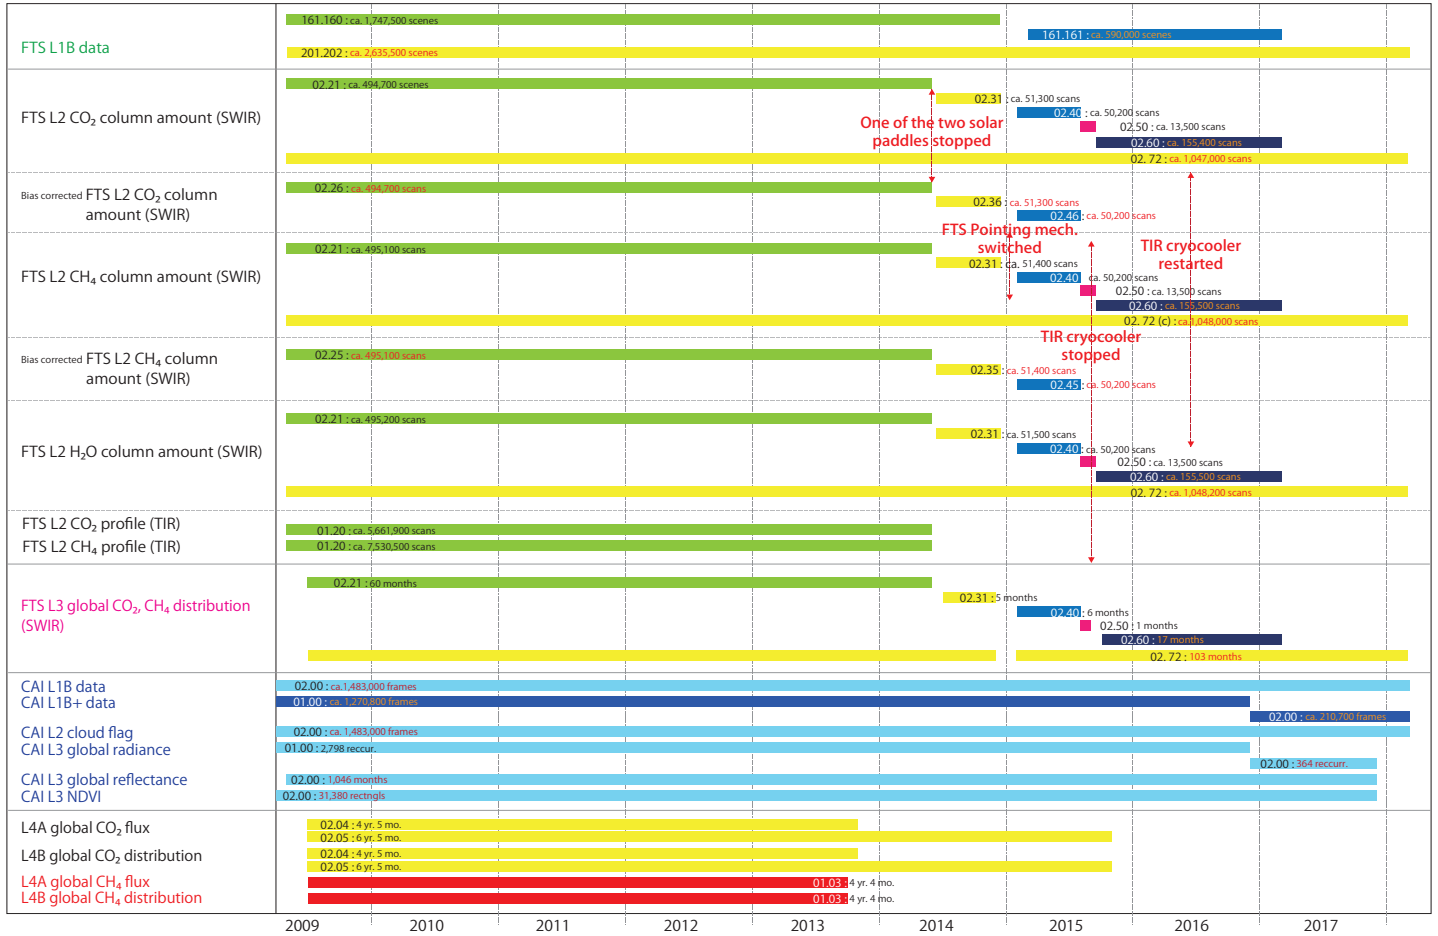 161.160 : ca. 1,747,500 scenes
FTS L1B data
161.161 : ca. 590,000 scenes
201.202 : ca. 2,635,500 scenes
02.21 : ca. 494,700 scenes
FTS L2 CO₂ column amount (SWIR)
02.31 : ca. 51,300 scans
02.40 : ca. 50,200 scans
One of the two solar
paddles stopped
02.50 : ca. 13,500 scans
02.60 : ca. 155,400 scans
02. 72 : ca. 1,047,000 scans
Bias corrected FTS L2 CO₂ column
amount (SWIR)
02.26 : ca. 494,700 scans
02.36 : ca. 51,300 scans
02.46 : ca. 50,200 scans
FTS Pointing mech.
switched
TIR cryocooler
restarted
02.21 : ca. 495,100 scans
FTS L2 CH₄ column amount (SWIR)
02.31 : ca. 51,400 scans
02.40 ca. 50,200 scans
02.50 : ca. 13,500 scans
02.60 : ca. 155,500 scans
02. 72 (c) : ca.1,048,000 scans
TIR cryocooler
stopped
Bias corrected FTS L2 CH₄ column
amount (SWIR)
02.25 : ca. 495,100 scans
02.35 : ca. 51,400 scans
02.45 : ca. 50,200 scans
02.21 : ca. 495,200 scans
FTS L2 H₂O column amount (SWIR)
02.31 : ca. 51,500 scans
02.40 : ca. 50,200 scans
02.50 : ca. 13,500 scans
02.60 : ca. 155,500 scans
02. 72 : ca. 1,048,200 scans
FTS L2 CO₂ profile (TIR)
01.20 : ca. 5,661,900 scans
FTS L2 CH₄ profile (TIR)
01.20 : ca. 7,530,500 scans
02.21 : 60 months
FTS L3 global CO₂, CH₄ distribution
(SWIR)
02.31 : 5 months
02.40 : 6 months
02.50 : 1 months
02.60 : 17 months
02. 72 : 103 months
CAI L1B data
02.00 : ca.1,483,000 frames
CAI L1B+ data
01.00 : ca. 1,270,800 frames
02.00 : ca. 210,700 frames
CAI L2 cloud flag
02.00 : ca. 1,483,000 frames
CAI L3 global radiance
01.00 : 2,798 reccur.
02.00 : 364 reccurr.
CAI L3 global reflectance
02.00 : 1,046 months
CAI L3 NDVI
02.00 : 31,380 rectngls
L4A global CO₂ flux
02.04 : 4 yr. 5 mo.
02.05 : 6 yr. 5 mo.
L4B global CO₂ distribution
02.04 : 4 yr. 5 mo.
02.05 : 6 yr. 5 mo.
L4A global CH₄ flux
01.03 : 4 yr. 4 mo.
L4B global CH₄ distribution
01.03 : 4 yr. 4 mo.
2009 2010 2011 2012 2013 2014 2015 2016 2017